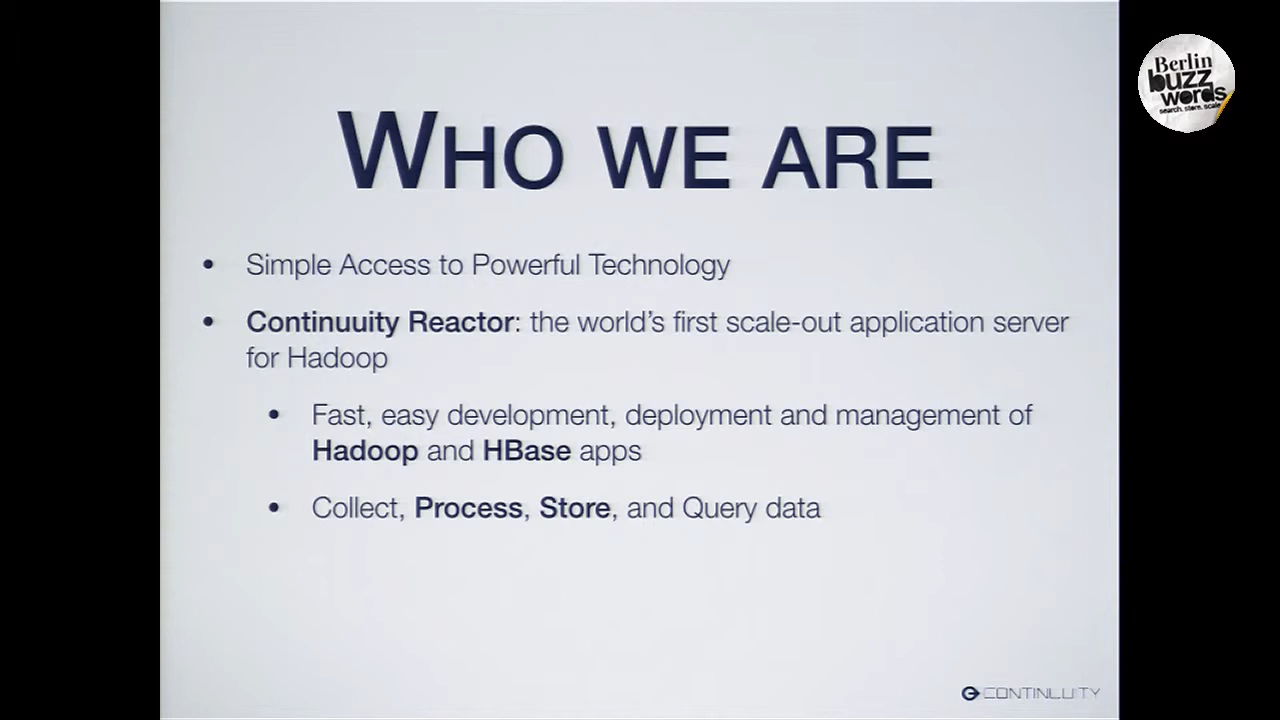 Berlin
buzz
words
search. store. scale
WHO WE ARE
• Simple Access to Powerful Technology
• Continuuity Reactor: the world's first scale-out application server
for Hadoop
• Fast, easy development, deployment and management of
Hadoop and HBase apps
• Collect, Process, Store, and Query data
CONTINUUITY